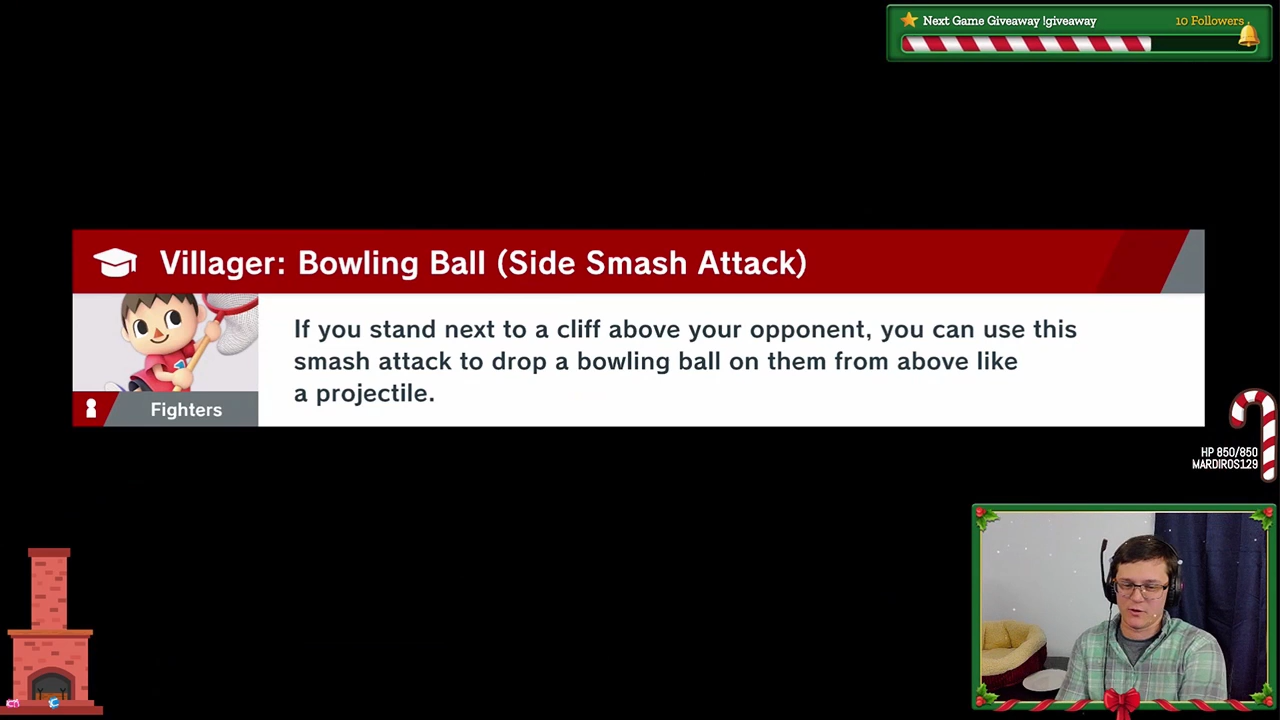 Next Game Giveaway !giveaway
10 Followers
Villager: Bowling Ball (Side Smash Attack)
If you stand next to a cliff above your opponent, you can use this
smash attack to drop a bowling ball on them from above like
a projectile.
Fighters
HP 850/850
MARDIROS129